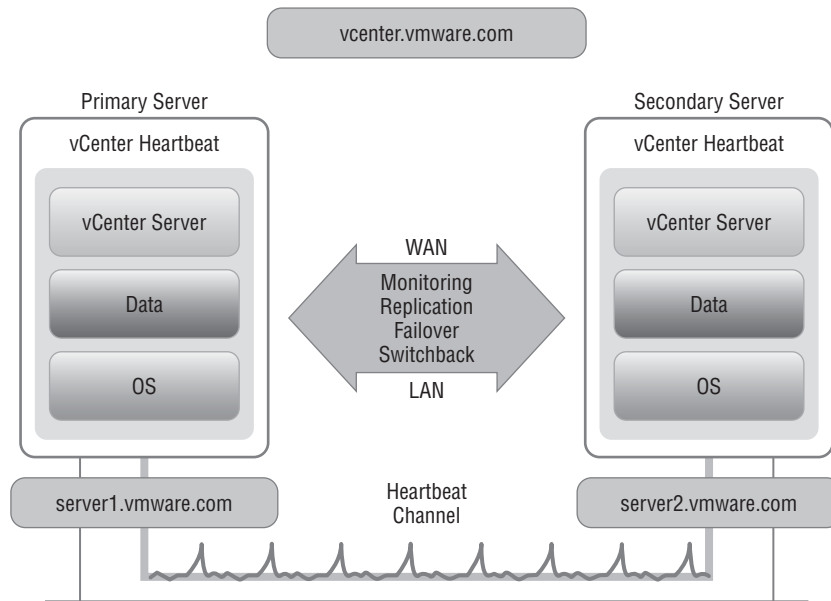 vcenter.vmware.com
Primary Server
Secondary Server
vCenter Heartbeat
vCenter Heartbeat
vCenter Server
vCenter Server
WAN
Monitoring
Replication
Failover
Switchback
LAN
Data
Data
OS
OS
server1.vmware.com
Heartbeat
Channel
server2.vmware.com